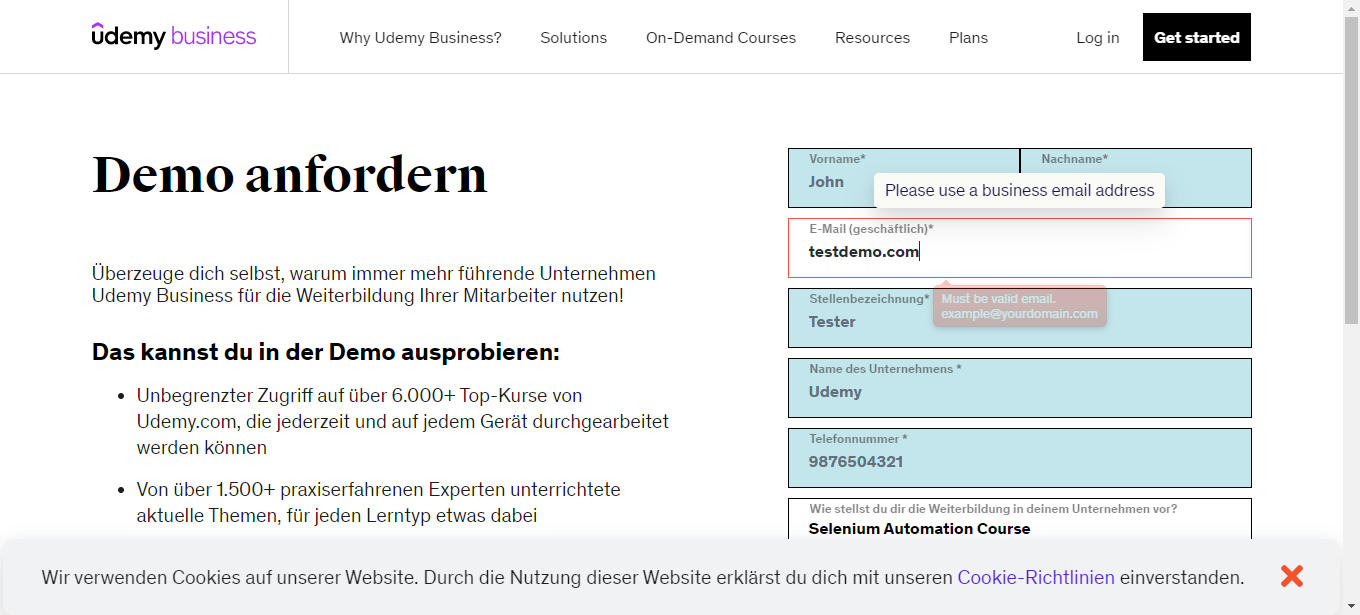 udemy business
Why Udemy Business?
Solutions
On-Demand Courses
Resources
Plans
Log in
Get started
Demo anfordern
Überzeuge dich selbst, warum immer mehr führende Unternehmen
Udemy Business für die Weiterbildung Ihrer Mitarbeiter nutzen!
Das kannst du in der Demo ausprobieren:
• Unbegrenzter Zugriff auf über 6.000+ Top-Kurse von
Udemy.com, die jederzeit und auf jedem Gerät durchgearbeitet
werden können
• Von über 1.500+ praxiserfahrenen Experten unterrichtete
aktuelle Themen, für jeden Lerntyp etwas dabei
Vorname*
John
Nachname*
Please use a business email address
E-Mail (geschäftlich)*
testdemo.com
Must be valid email.
example@yourdomain.com
Stellenbezeichnung*
Tester
Name des Unternehmens *
Udemy
Telefonnummer *
9876504321
Wie stellst du dir die Weiterbildung in deinem Unternehmen vor?
Selenium Automation Course
Wir verwenden Cookies auf unserer Website. Durch die Nutzung dieser Website erklärst du dich mit unseren Cookie-Richtlinien einverstanden.